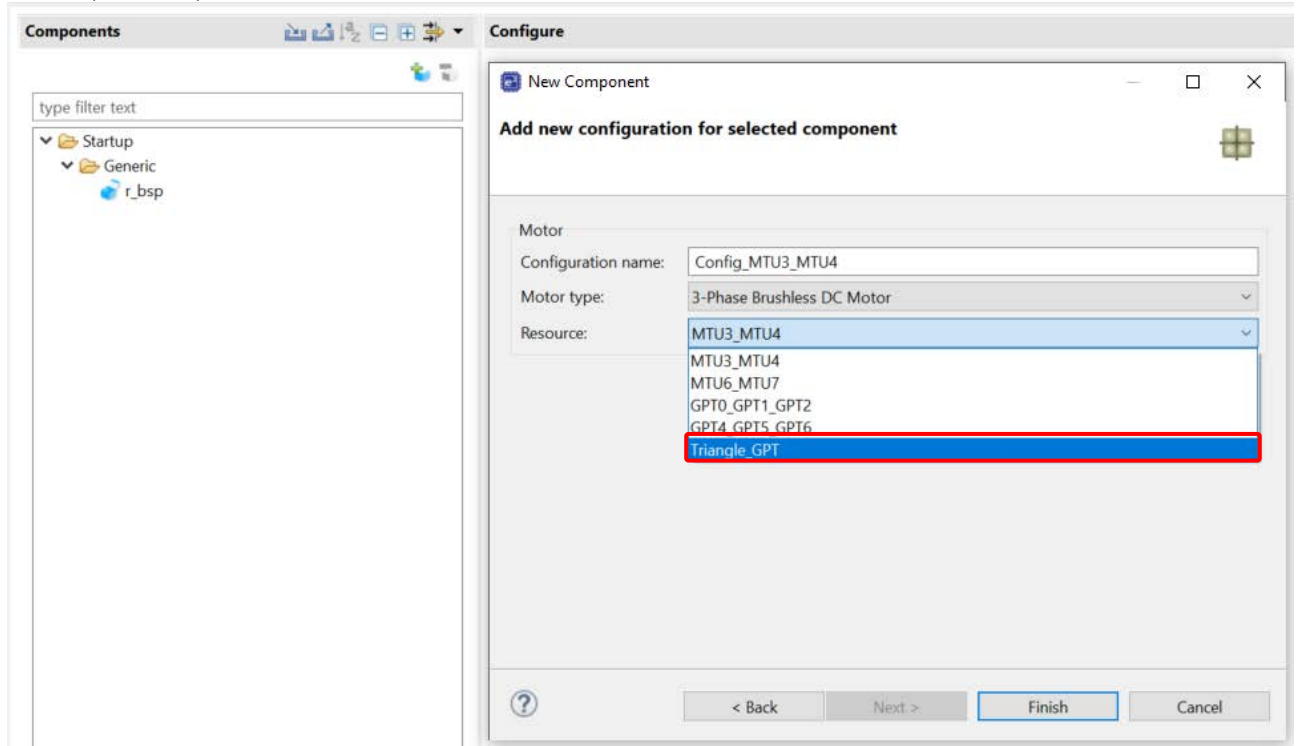 Components
Configure
type filter text
Startup
Generic
r_bsp
New Component
Add new configuration for selected component
Motor
Configuration name: Config_MTU3_MTU4
Motor type: 3-Phase Brushless DC Motor
Resource: MTU3_MTU4
MTU3_MTU4
MTU6_MTU7
GPT0_GPT1_GPT2
GPT4_GPT5_GPT6
Triangle_GPT
< Back Next > Finish Cancel